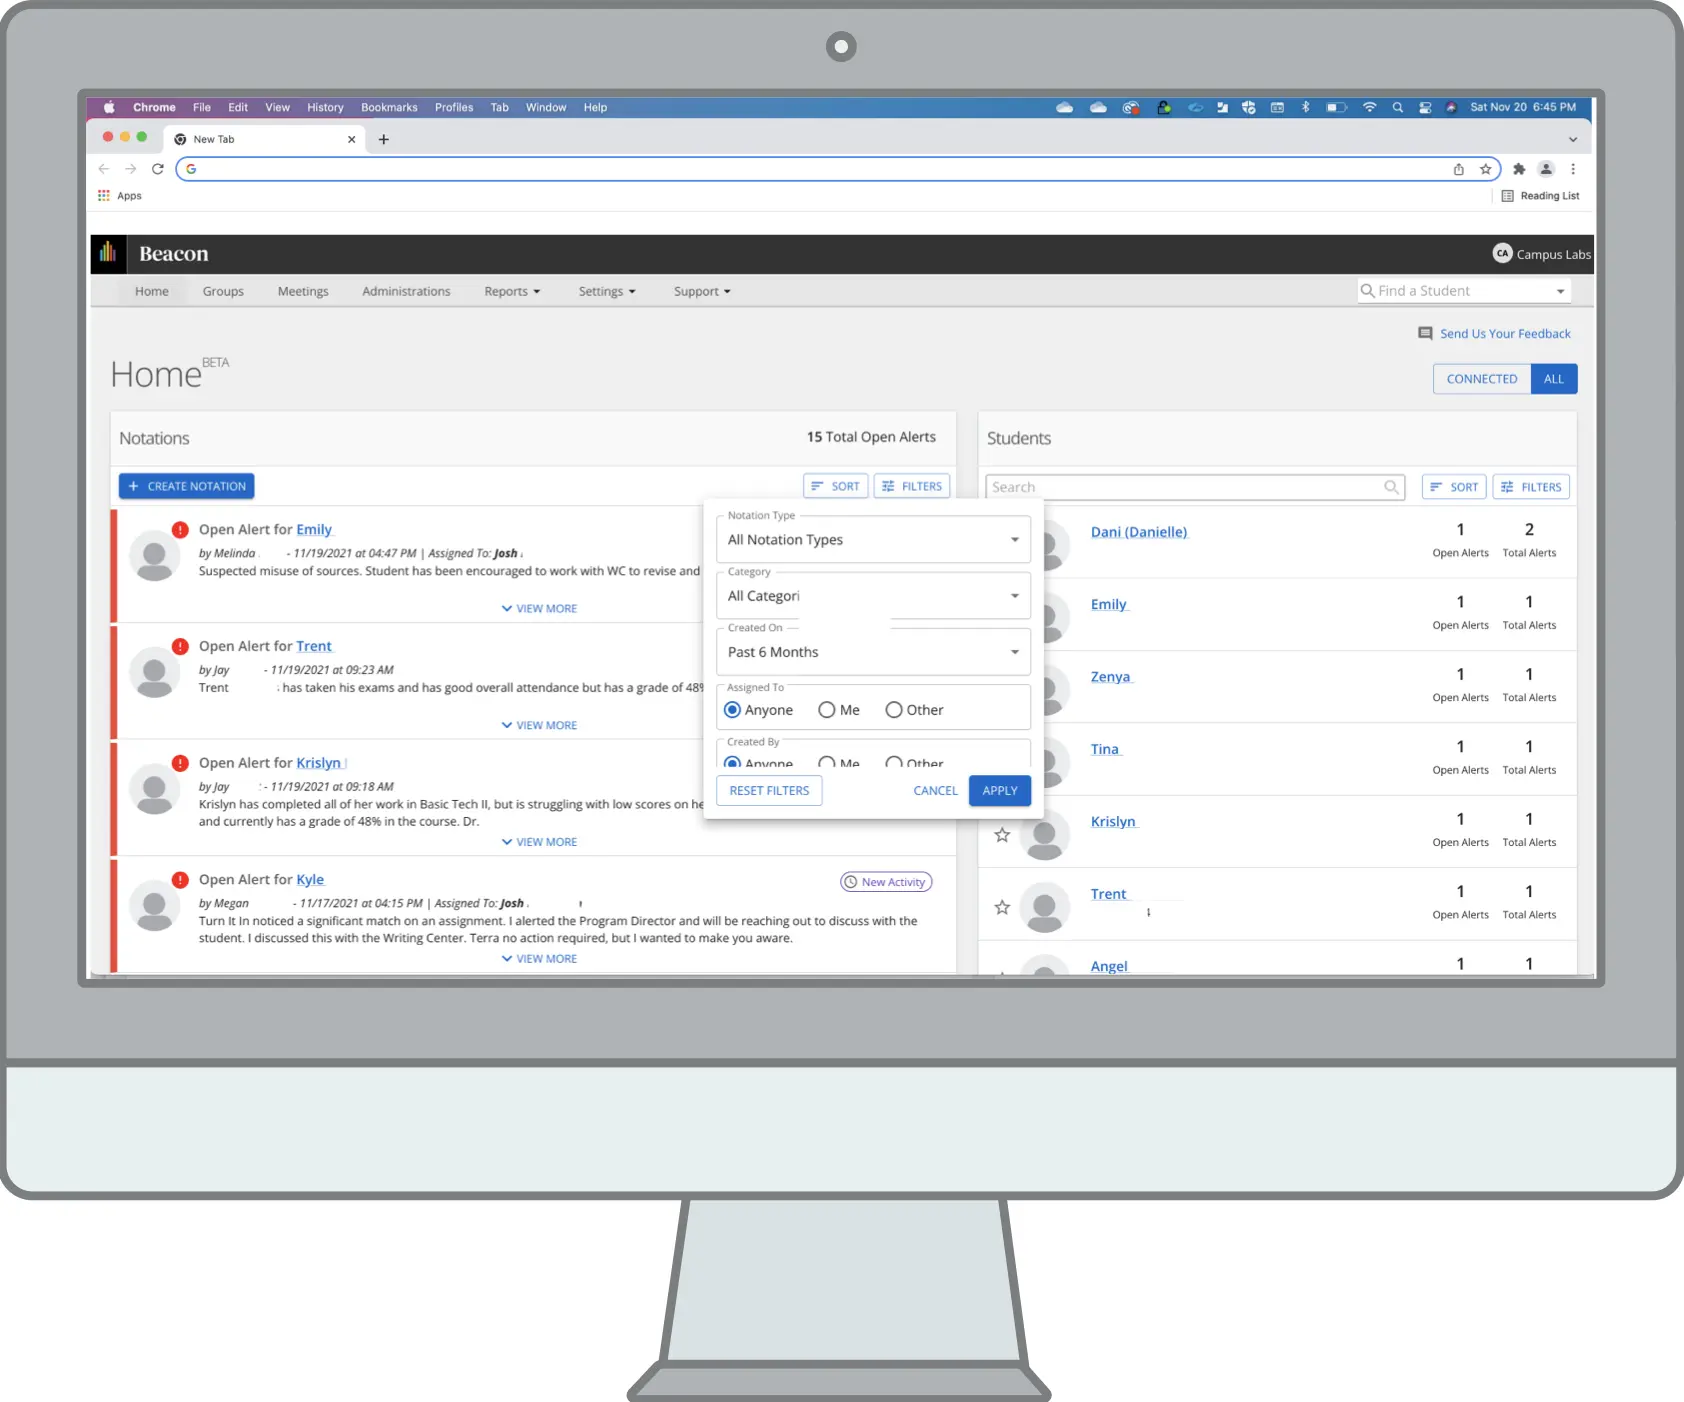 Chrome File Edit View History Bookmarks Profiles Tab Window Help Sat Nov 20 6:45 PM
New Tab
Apps Reading List
Beacon CA Campus Labs
Home Groups Meetings Administrations Reports Settings Support Find a Student
Send Us Your Feedback
Home BETA
CONNECTED ALL
Notations 15 Total Open Alerts
+ CREATE NOTATION SORT FILTERS
Open Alert for Emily
by Melinda - 11/19/2021 at 04:47 PM | Assigned To: Josh
Suspected misuse of sources. Student has been encouraged to work with WC to revise and
VIEW MORE
Open Alert for Trent
by Jay - 11/19/2021 at 09:23 AM
Trent has taken his exams and has good overall attendance but has a grade of 48%
VIEW MORE
Open Alert for Krislyn
by Jay - 11/19/2021 at 09:18 AM
Krislyn has completed all of her work in Basic Tech II, but is struggling with low scores on he
and currently has a grade of 48% in the course. Dr.
VIEW MORE
Open Alert for Kyle New Activity
by Megan - 11/17/2021 at 04:15 PM | Assigned To: Josh
Turn It In noticed a significant match on an assignment. I alerted the Program Director and will be reaching out to discuss with the
student. I discussed this with the Writing Center. Terra no action required, but I wanted to make you aware.
VIEW MORE
Notation Type
All Notation Types
Category
All Categori
Created On
Past 6 Months
Assigned To
Anyone Me Other
Created By
Anyone Me Other
RESET FILTERS CANCEL APPLY
Students
Search SORT FILTERS
Dani (Danielle) 1 2
Open Alerts Total Alerts
Emily 1 1
Open Alerts Total Alerts
Zenya 1 1
Open Alerts Total Alerts
Tina 1 1
Open Alerts Total Alerts
Krislyn 1 1
Open Alerts Total Alerts
Trent 1 1
Open Alerts Total Alerts
Angel 1 1